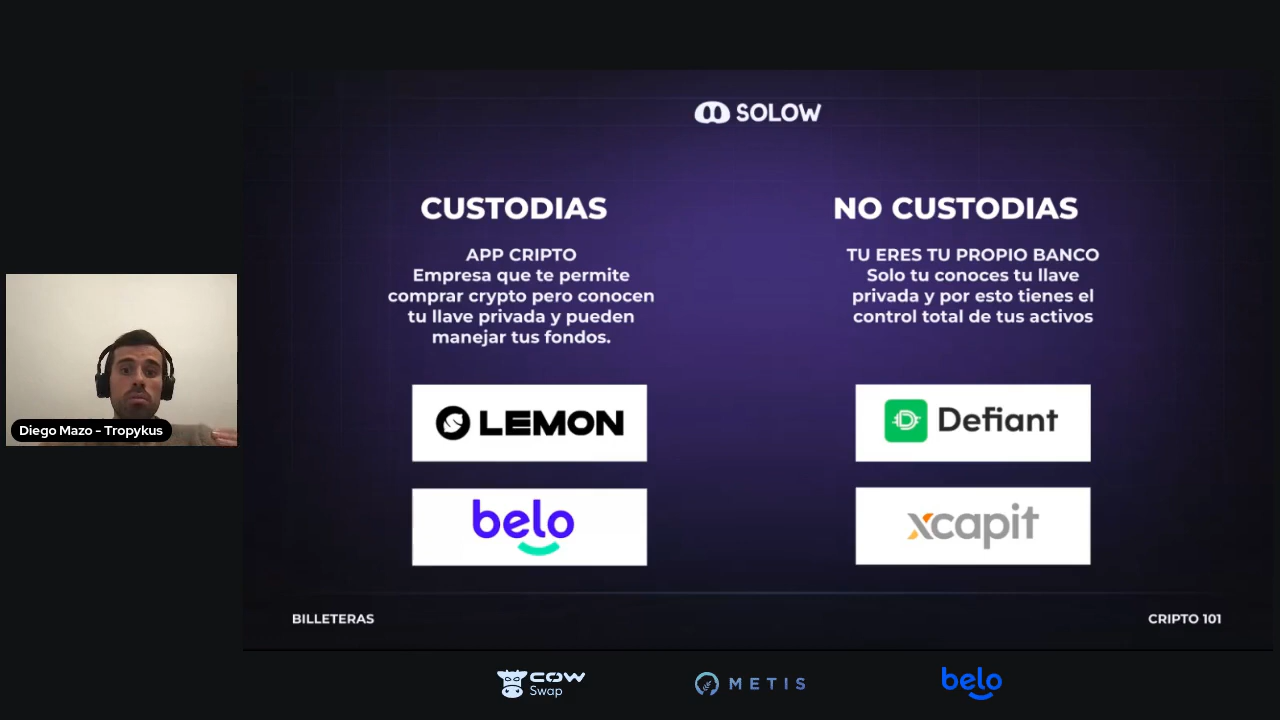 SOLOW
CUSTODIAS
APP CRIPTO
Empresa que te permite
comprar crypto pero conocen
tu llave privada y pueden
manejar tus fondos.
LEMON
belo
NO CUSTODIAS
TU ERES TU PROPIO BANCO
Solo tu conoces tu llave
privada y por esto tienes el
control total de tus activos
Defiant
xcapit
Diego Mazo - Tropykus
BILLETERAS
CRIPTO 101
COW
Swap
METIS
belo